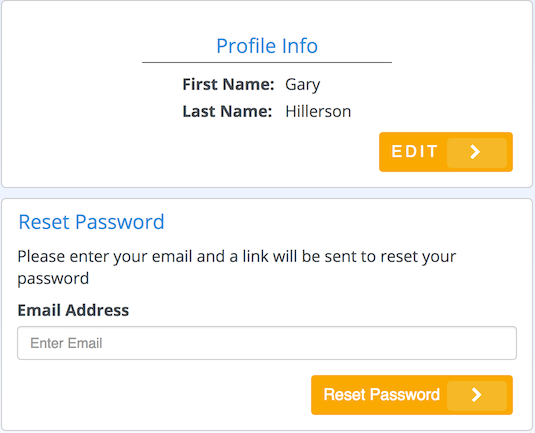 Profile Info
First Name: Gary
Last Name: Hillerson
EDIT
Reset Password
Please enter your email and a link will be sent to reset your
password
Email Address
Enter Email
Reset Password